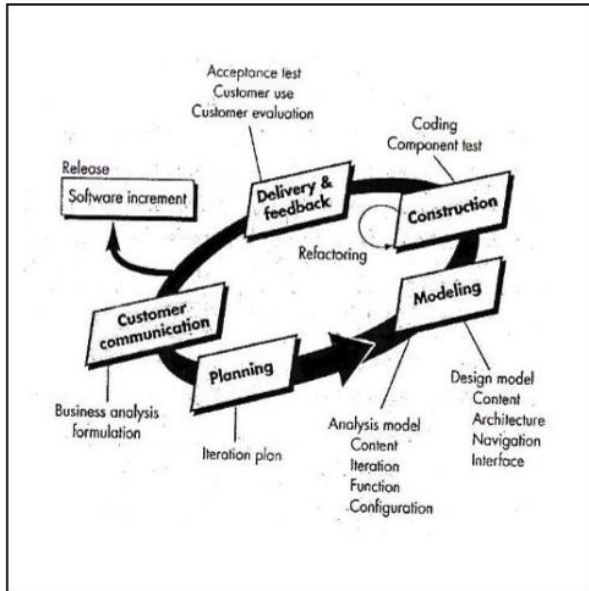 Acceptance test
Customer use
Customer evaluation
Coding
Component test
Release
Software increment
Delivery &
feedback
Construction
Refactoring
Modeling
Customer
communication
Planning
Business analysis
formulation
Iteration plan
Analysis model
Content
Iteration
Function
Configuration
Design model
Content
Architecture
Navigation
Interface